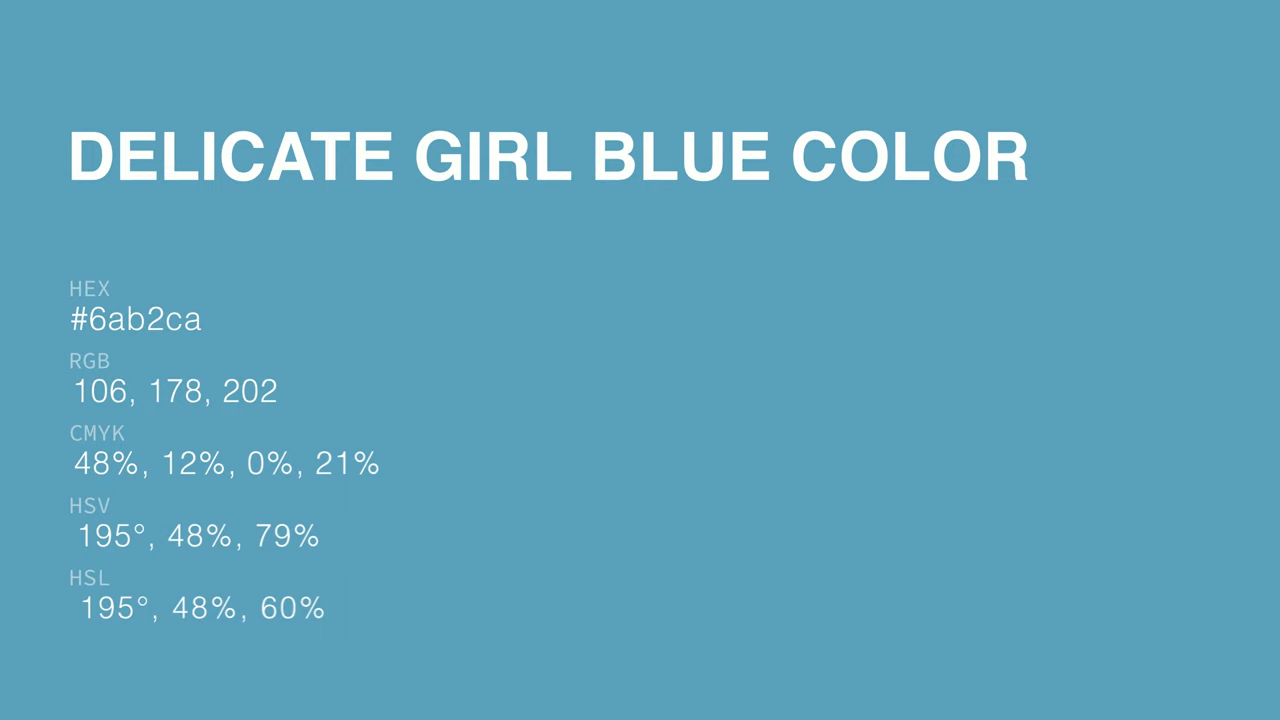 DELICATE GIRL BLUE COLOR
HEX
#6ab2ca
RGB
106, 178, 202
CMYK
48%, 12%, 0%, 21%
HSV
195°, 48%, 79%
HSL
195°, 48%, 60%